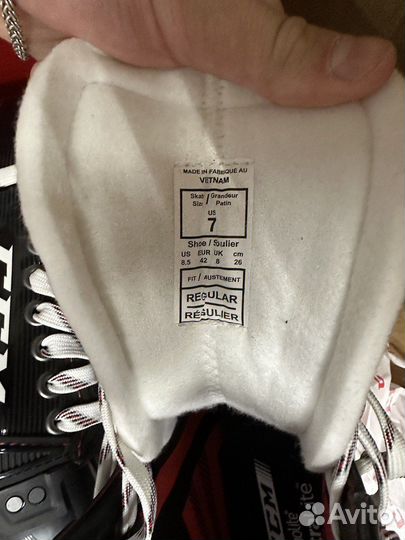 MADE IN / FABRIQUÉ AU
VIETNAM
Skate / Grandeur
Size / Patin
US
7
Shoe / Soulier
US EUR UK cm
8,5 42 8 26
FIT / AJUSTEMENT
REGULAR
RÉGULIER
CCM
CCM
Avito